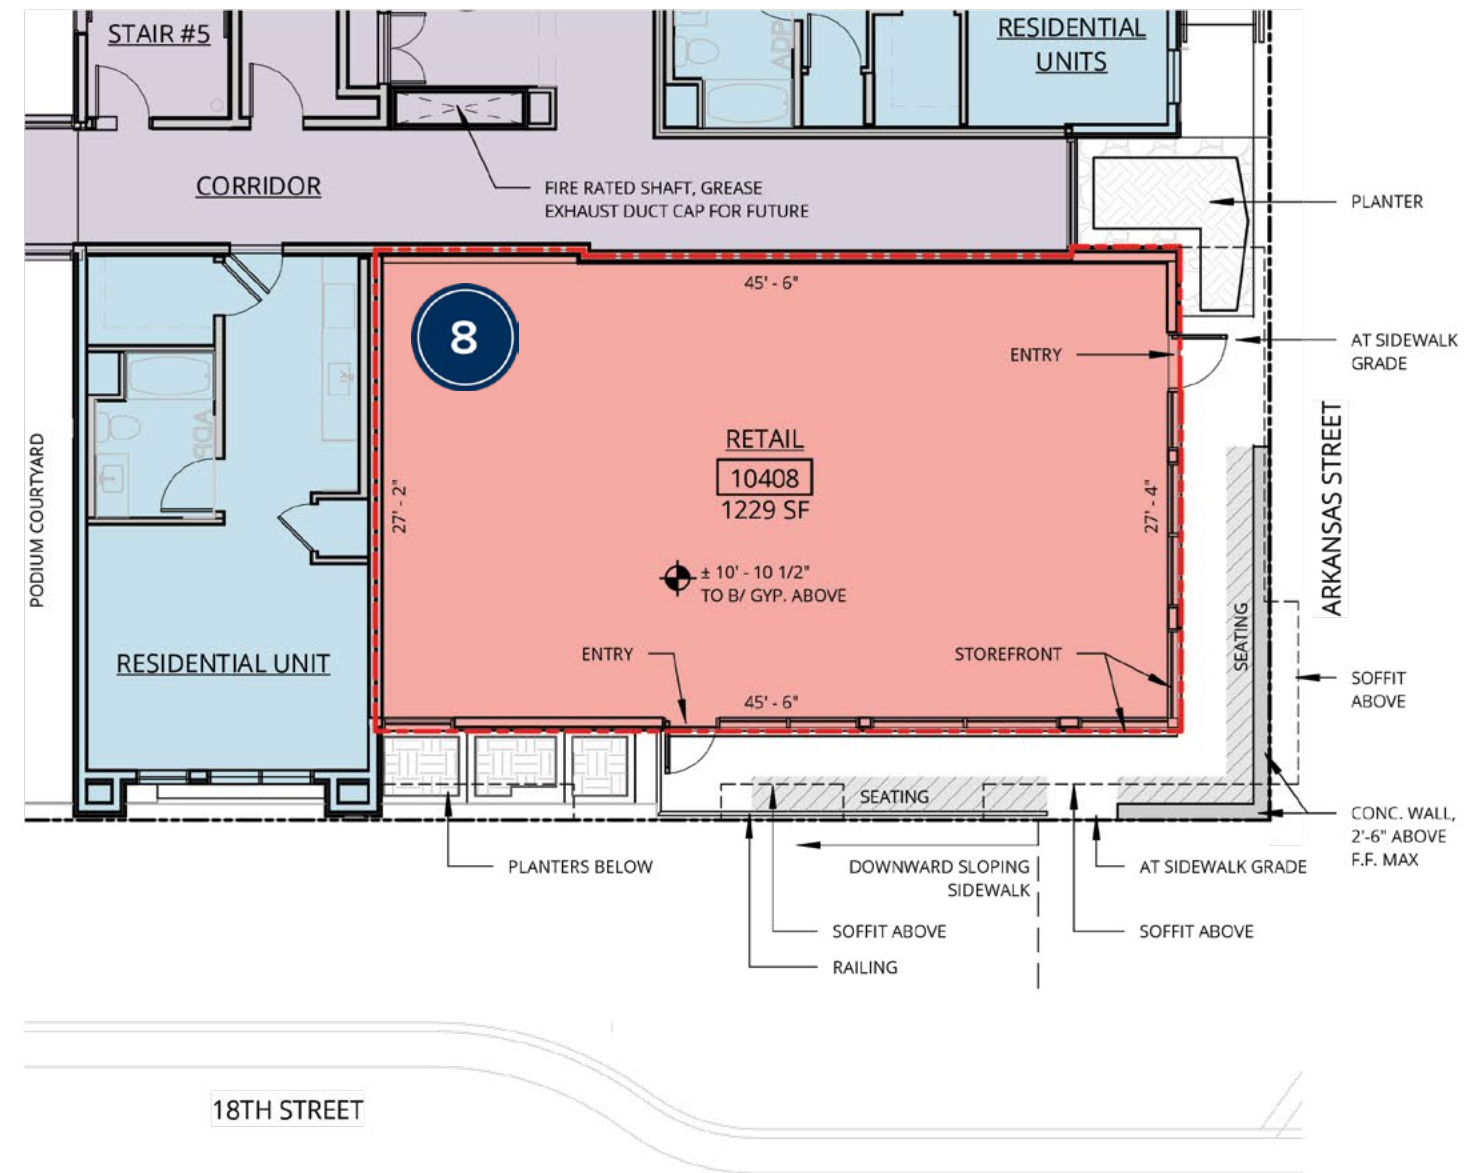 STAIR #5
RESIDENTIAL
UNITS
ADP
CORRIDOR
FIRE RATED SHAFT, GREASE
EXHAUST DUCT CAP FOR FUTURE
PLANTER
45' - 6"
8
ENTRY
AT SIDEWALK
GRADE
ADP
RETAIL
10408
1229 SF
27' - 2"
27' - 4"
PODIUM COURTYARD
ARKANSAS STREET
± 10' - 10 1/2"
TO B/ GYP. ABOVE
SEATING
ENTRY
STOREFRONT
RESIDENTIAL UNIT
SOFFIT
ABOVE
45' - 6"
SEATING
CONC. WALL,
2'-6" ABOVE
F.F. MAX
PLANTERS BELOW
DOWNWARD SLOPING
SIDEWALK
AT SIDEWALK GRADE
SOFFIT ABOVE
SOFFIT ABOVE
RAILING
18TH STREET